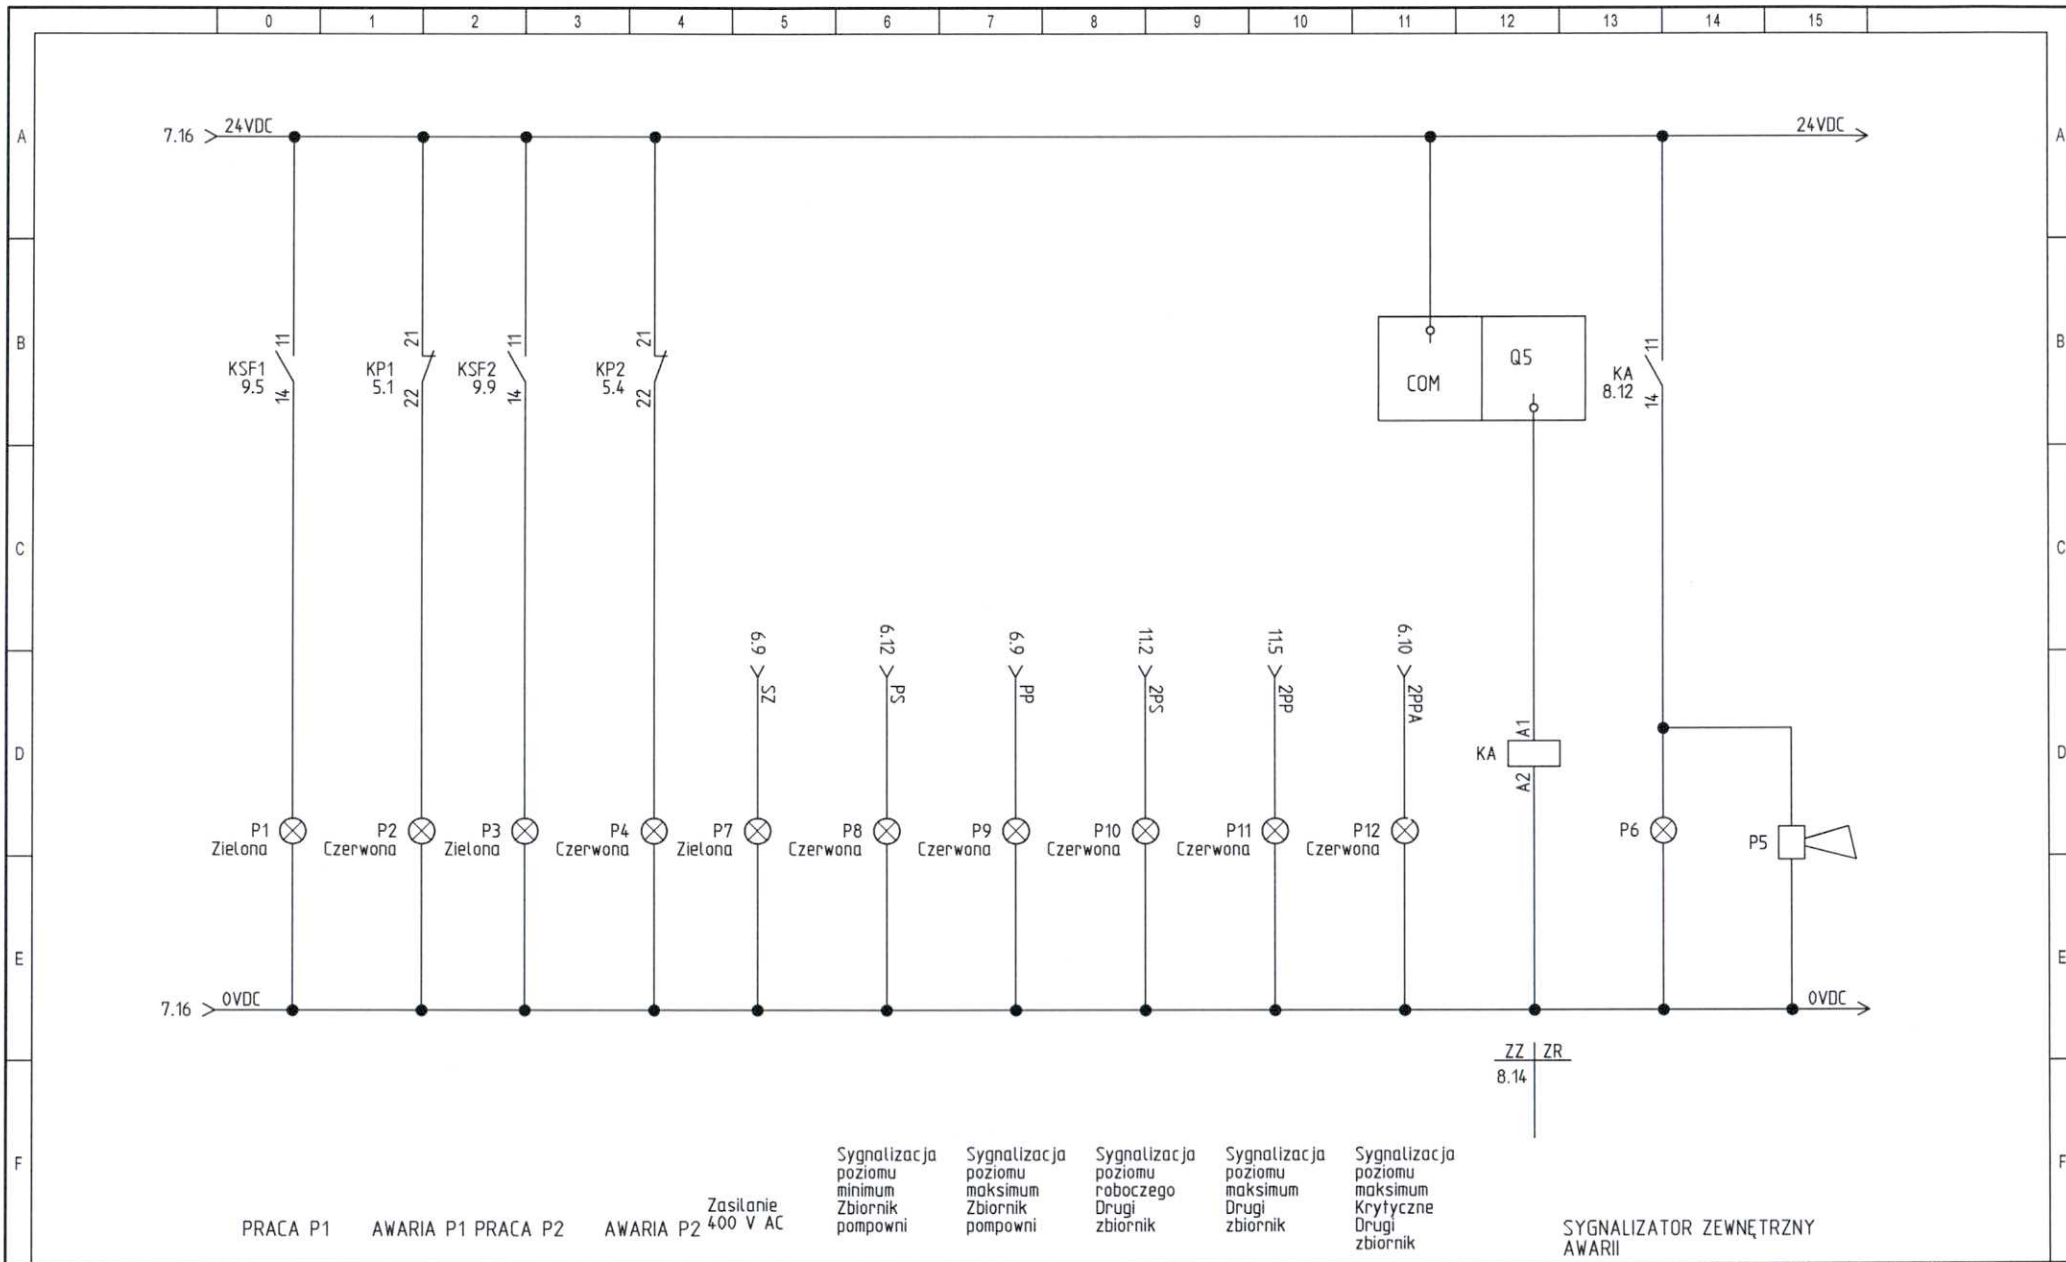 0 1 2 3 4 5 6 7 8 9 10 11 12 13 14 15
A
7.16
24VDC
24VDC
A
B
KSF1
9.5
11
14
KP1
5.1
21
22
KSF2
9.9
11
14
KP2
5.4
21
22
COM
Q5
KA
8.12
11
14
B
C
C
6.9
SZ
6.12
PS
6.9
PP
11.2
2PS
11.5
2PP
6.10
2PPA
D
KA
A1
A2
D
P1
Zielona
P2
Czerwona
P3
Zielona
P4
Czerwona
P7
Zielona
P8
Czerwona
P9
Czerwona
P10
Czerwona
P11
Czerwona
P12
Czerwona
P6
P5
E
E
7.16
0VDC
0VDC
ZZ ZR
8.14
F
F
PRACA P1
AWARIA P1
PRACA P2
AWARIA P2
Zasilanie
400 V AC
Sygnalizacja
poziomu
minimum
Zbiornik
pompowni
Sygnalizacja
poziomu
maksimum
Zbiornik
pompowni
Sygnalizacja
poziomu
roboczego
Drugi
zbiornik
Sygnalizacja
poziomu
maksimum
Drugi
zbiornik
Sygnalizacja
poziomu
maksimum
Krytyczne
Drugi
zbiornik
SYGNALIZATOR ZEWNĘTRZNY
AWARII